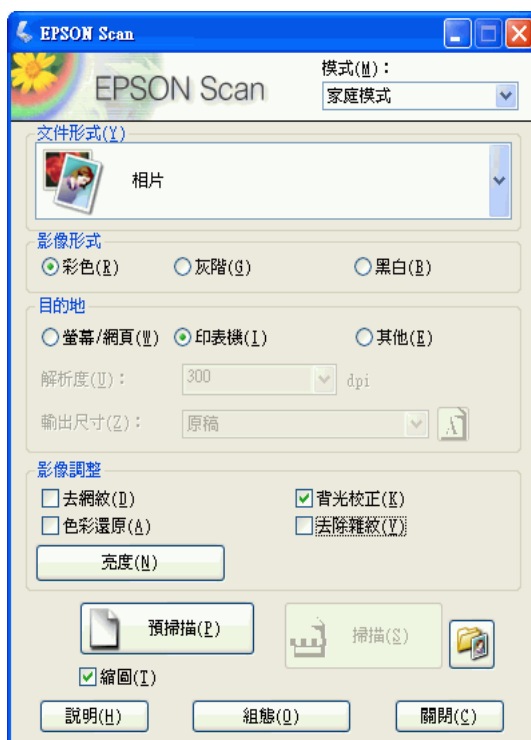 EPSON Scan
EPSON Scan
模式(M)：
家庭模式
文件形式(Y)
相片
影像形式
彩色(R) 灰階(G) 黑白(B)
目的地
螢幕/網頁(W) 印表機(I) 其他(E)
解析度(U)： 300 dpi
輸出尺寸(Z)： 原稿 A
影像調整
去網紋(D) 背光校正(K)
色彩還原(A) 去除雜紋(V)
亮度(N)
預掃描(P) 掃描(S)
縮圖(T)
說明(H) 組態(O) 關閉(C)